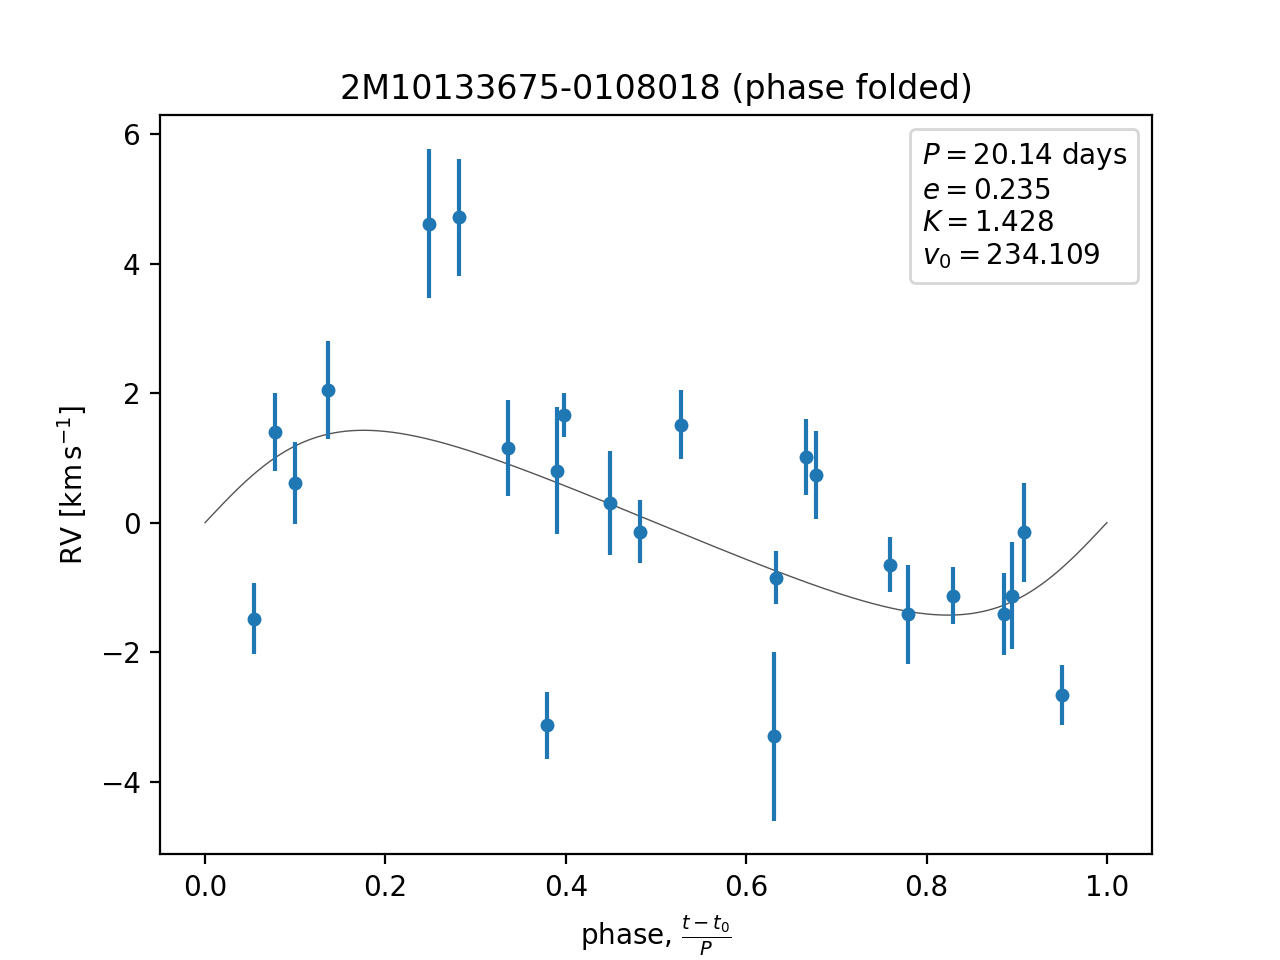 2M10133675-0108018 (phase folded)
P = 20.14 days
e = 0.235
K = 1.428
v₀ = 234.109
6
4
2
0
−2
−4
RV [km s⁻¹]
0.0 0.2 0.4 0.6 0.8 1.0
phase, (t − t₀)/P